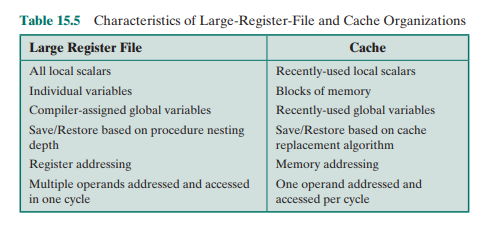 Table 15.5 Characteristics of Large-Register-File and Cache Organizations
Large Register File Cache
All local scalars Recently-used local scalars
Individual variables Blocks of memory
Compiler-assigned global variables Recently-used global variables
Save/Restore based on procedure nesting Save/Restore based on cache
depth replacement algorithm
Register addressing Memory addressing
Multiple operands addressed and accessed One operand addressed and
in one cycle accessed per cycle